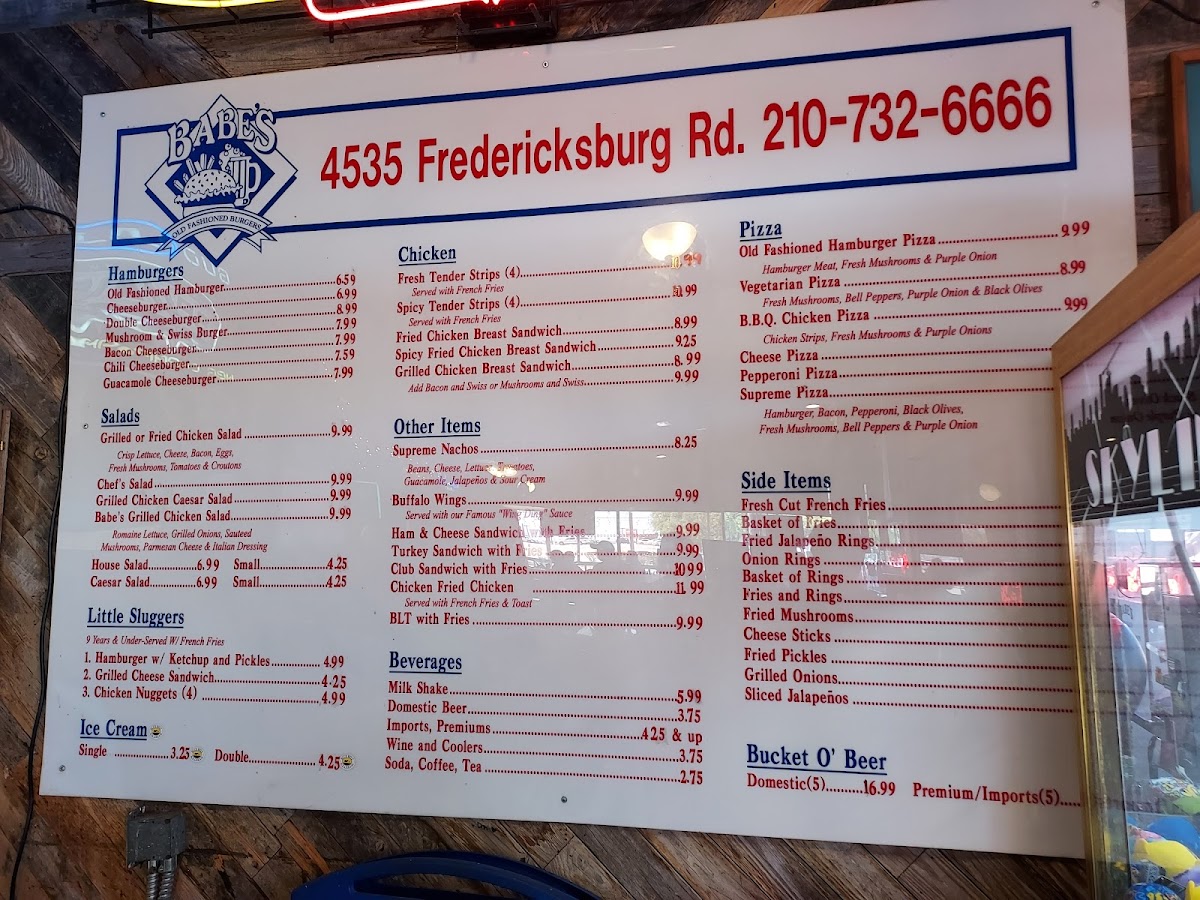 BABE'S
OLD FASHIONED BURGERS
4535 Fredericksburg Rd. 210-732-6666
Hamburgers
Old Fashioned Hamburger 6.59
Cheeseburger 6.99
Double Cheeseburger 8.99
Mushroom & Swiss Burger 7.99
Bacon Cheeseburger 7.99
Chili Cheeseburger 7.59
Guacamole Cheeseburger 7.99
Salads
Grilled or Fried Chicken Salad 9.99
Crisp Lettuce, Cheese, Bacon, Eggs,
Fresh Mushrooms, Tomatoes & Croutons
Chef's Salad 9.99
Grilled Chicken Caesar Salad 9.99
Babe's Grilled Chicken Salad 9.99
Romaine Lettuce, Grilled Onions, Sauteed
Mushrooms, Parmesan Cheese & Italian Dressing
House Salad 6.99 Small 4.25
Caesar Salad 6.99 Small 4.25
Little Sluggers
9 Years & Under-Served W/ French Fries
1. Hamburger w/ Ketchup and Pickles 4.99
2. Grilled Cheese Sandwich 4.25
3. Chicken Nuggets (4) 4.99
Ice Cream
Single 3.25 Double 4.25
Chicken
Fresh Tender Strips (4)
Served with French Fries
Spicy Tender Strips (4)
Served with French Fries
Fried Chicken Breast Sandwich 8.99
Spicy Fried Chicken Breast Sandwich 9.25
Grilled Chicken Breast Sandwich 8.99
Add Bacon and Swiss or Mushrooms and Swiss 9.99
Other Items
Supreme Nachos 8.25
Beans, Cheese, Lettuce, Tomatoes,
Guacamole, Jalapeños & Sour Cream
Buffalo Wings 9.99
Served with our Famous "Wing Ding" Sauce
Ham & Cheese Sandwich with Fries 9.99
Turkey Sandwich with Fries 9.99
Club Sandwich with Fries 10.99
Chicken Fried Chicken 11.99
Served with French Fries & Toast
BLT with Fries 9.99
Beverages
Milk Shake 5.99
Domestic Beer 3.75
Imports, Premiums 4.25 & up
Wine and Coolers 3.75
Soda, Coffee, Tea 2.75
Pizza
Old Fashioned Hamburger Pizza 9.99
Hamburger Meat, Fresh Mushrooms & Purple Onion
Vegetarian Pizza 8.99
Fresh Mushrooms, Bell Peppers, Purple Onion & Black Olives
B.B.Q. Chicken Pizza 9.99
Chicken Strips, Fresh Mushrooms & Purple Onions
Cheese Pizza
Pepperoni Pizza
Supreme Pizza
Hamburger, Bacon, Pepperoni, Black Olives,
Fresh Mushrooms, Bell Peppers & Purple Onion
Side Items
Fresh Cut French Fries
Basket of Fries
Fried Jalapeño Rings
Onion Rings
Basket of Rings
Fries and Rings
Fried Mushrooms
Cheese Sticks
Fried Pickles
Grilled Onions
Sliced Jalapeños
Bucket O' Beer
Domestic(5) 16.99 Premium/Imports(5)
SKYLI